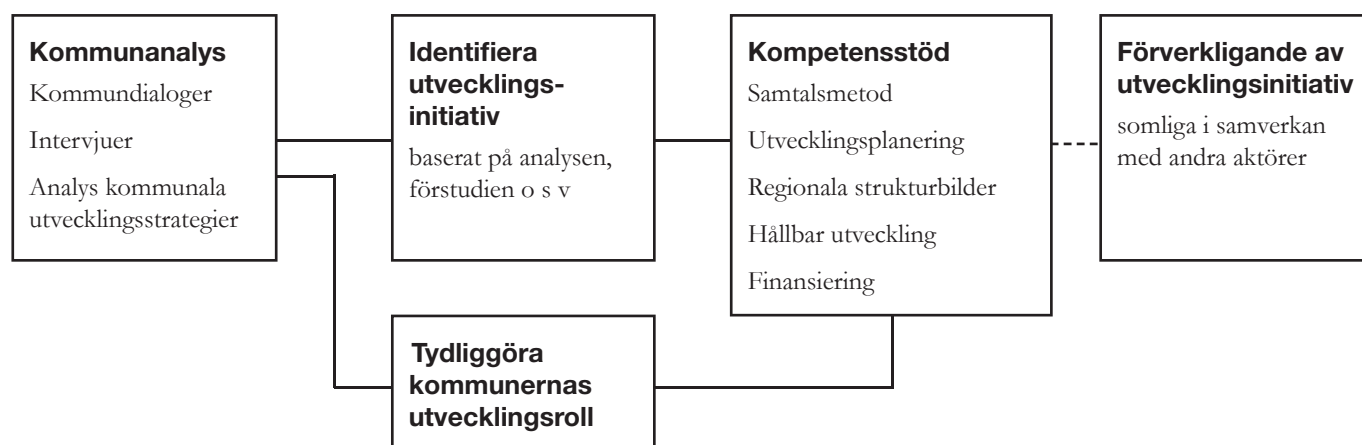 Kommunanalys
Kommundialoger
Intervjuer
Analys kommunala
utvecklingsstrategier
Identifiera
utvecklings-
initiativ
baserat på analysen,
förstudien o s v
Tydliggöra
kommunernas
utvecklingsroll
Kompetensstöd
Samtalsmetod
Utvecklingsplanering
Regionala strukturbilder
Hållbar utveckling
Finansiering
Förverkligande av
utvecklingsinitiativ
somliga i samverkan
med andra aktörer